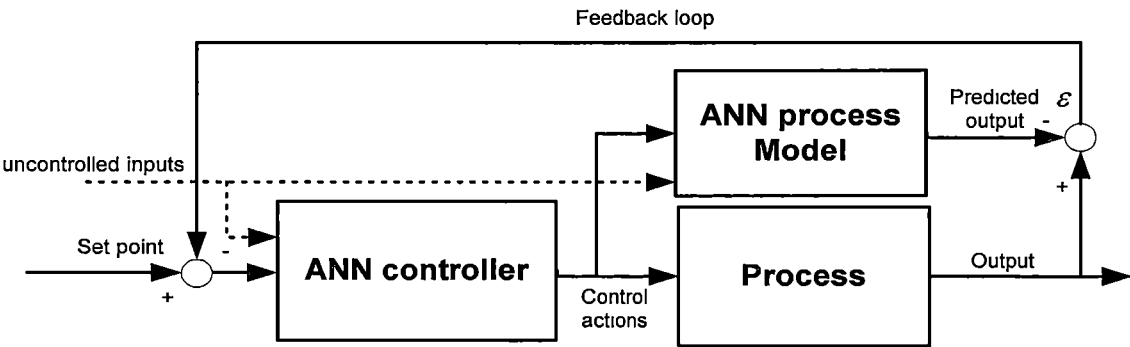 Feedback loop
ANN process
Model
Predicted
output
ε
-
uncontrolled inputs
+
Set point
-
ANN controller
Process
Output
+
Control
actions